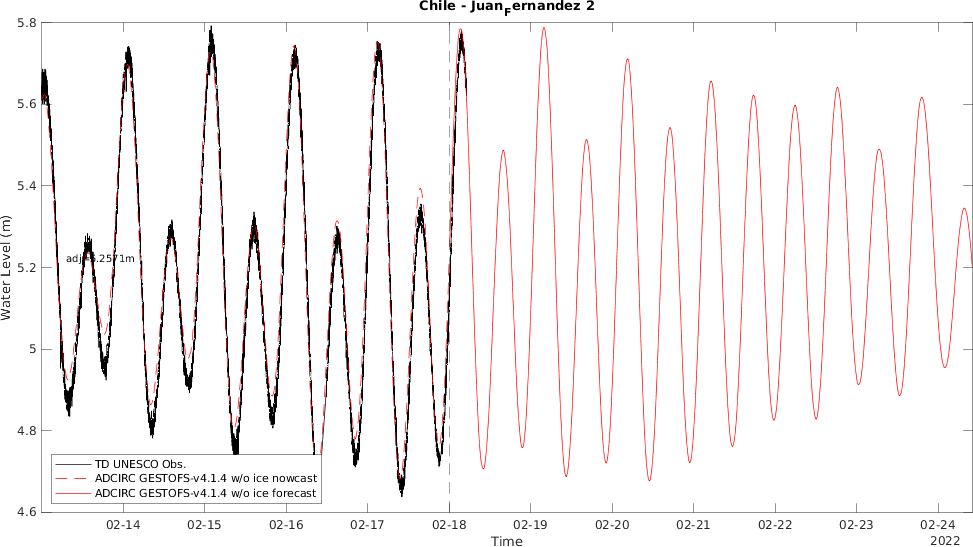 Chile - Juan_Fernandez 2
Water Level (m)
5.8
5.6
5.4
5.2
5
4.8
4.6
TD UNESCO Obs.
ADCIRC GESTOFS-v4.1.4 w/o ice nowcast
ADCIRC GESTOFS-v4.1.4 w/o ice forecast
02-14 02-15 02-16 02-17 02-18 02-19 02-20 02-21 02-22 02-23 02-24
Time
2022